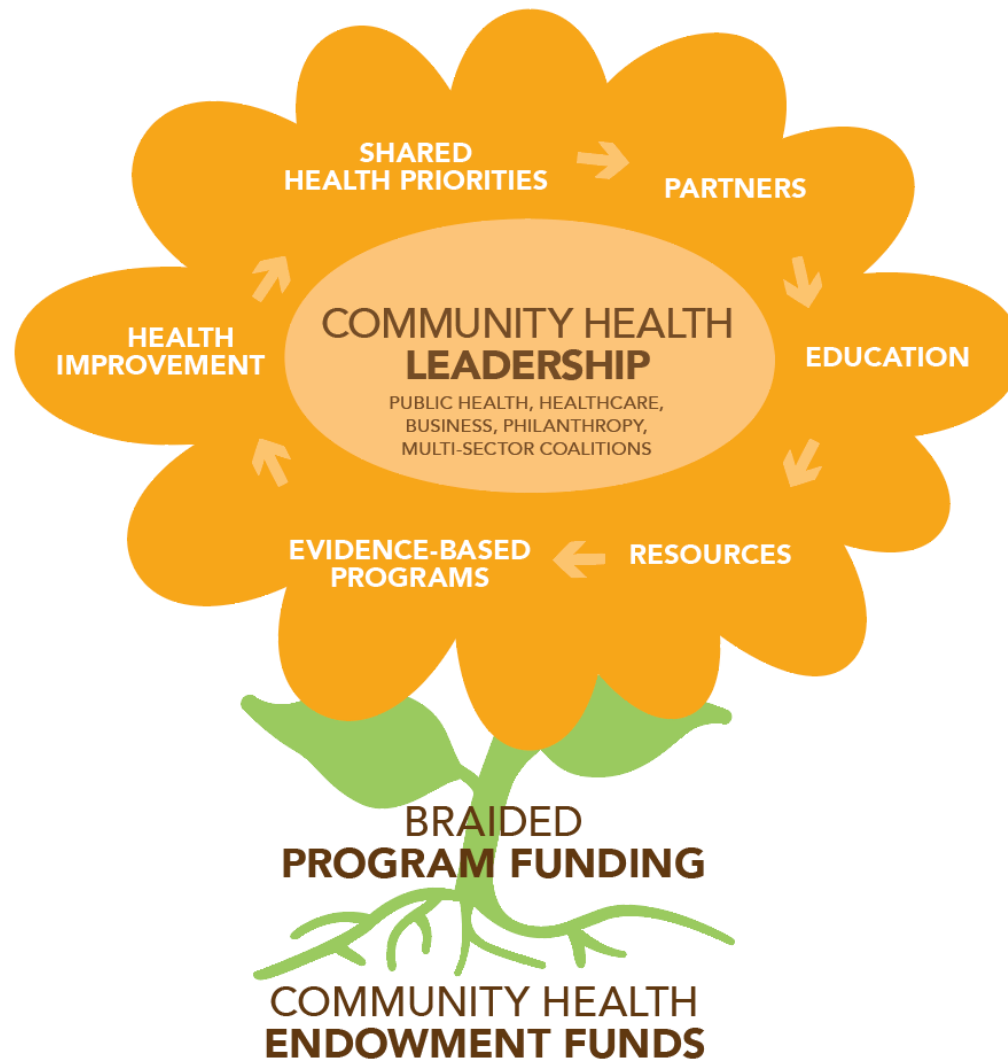 SHARED
HEALTH PRIORITIES
PARTNERS
EDUCATION
RESOURCES
EVIDENCE-BASED
PROGRAMS
HEALTH
IMPROVEMENT
COMMUNITY HEALTH
LEADERSHIP
PUBLIC HEALTH, HEALTHCARE,
BUSINESS, PHILANTHROPY,
MULTI-SECTOR COALITIONS
BRAIDED
PROGRAM FUNDING
COMMUNITY HEALTH
ENDOWMENT FUNDS